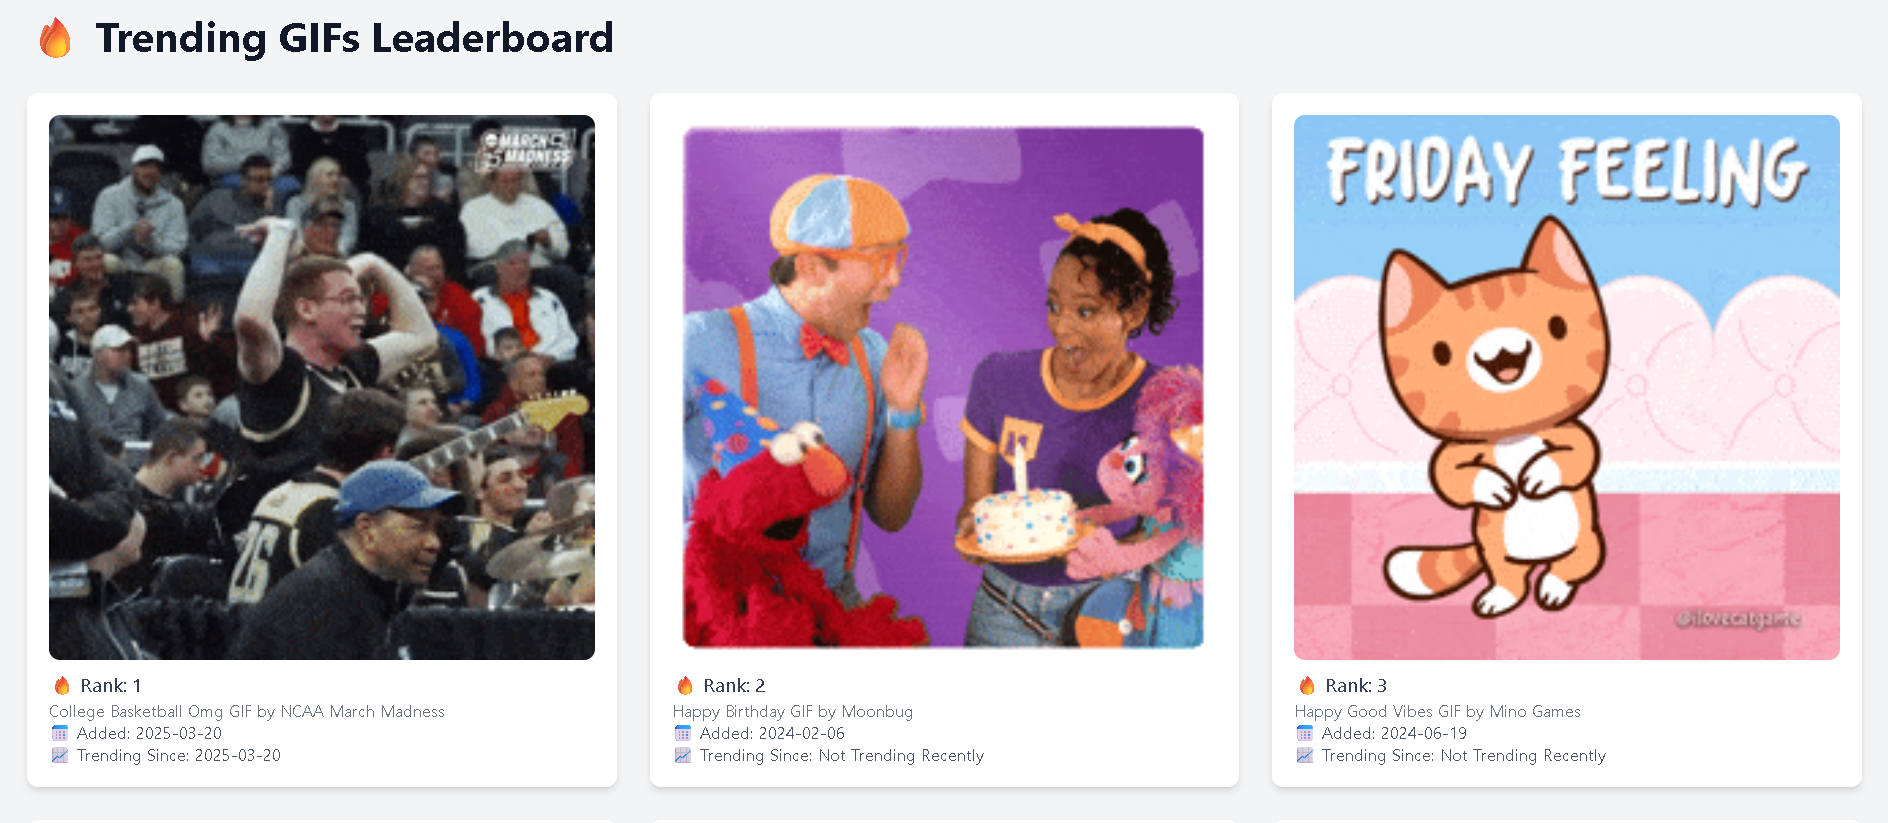 🔥 Trending GIFs Leaderboard
MARCH
MADNESS
🔥 Rank: 1
College Basketball Omg GIF by NCAA March Madness
📅 Added: 2025-03-20
📈 Trending Since: 2025-03-20
🔥 Rank: 2
Happy Birthday GIF by Moonbug
📅 Added: 2024-02-06
📈 Trending Since: Not Trending Recently
FRIDAY FEELING
@ilovecatgame
🔥 Rank: 3
Happy Good Vibes GIF by Mino Games
📅 Added: 2024-06-19
📈 Trending Since: Not Trending Recently